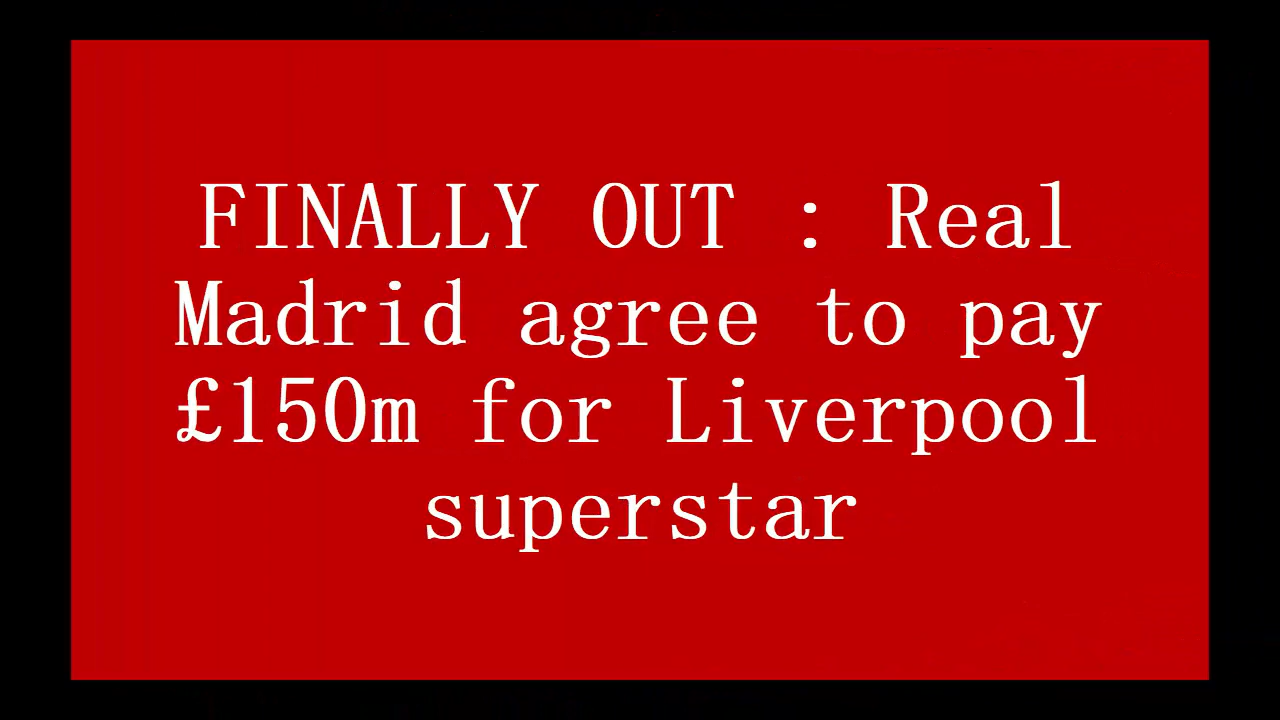 FINALLY OUT : Real
Madrid agree to pay
£150m for Liverpool
superstar